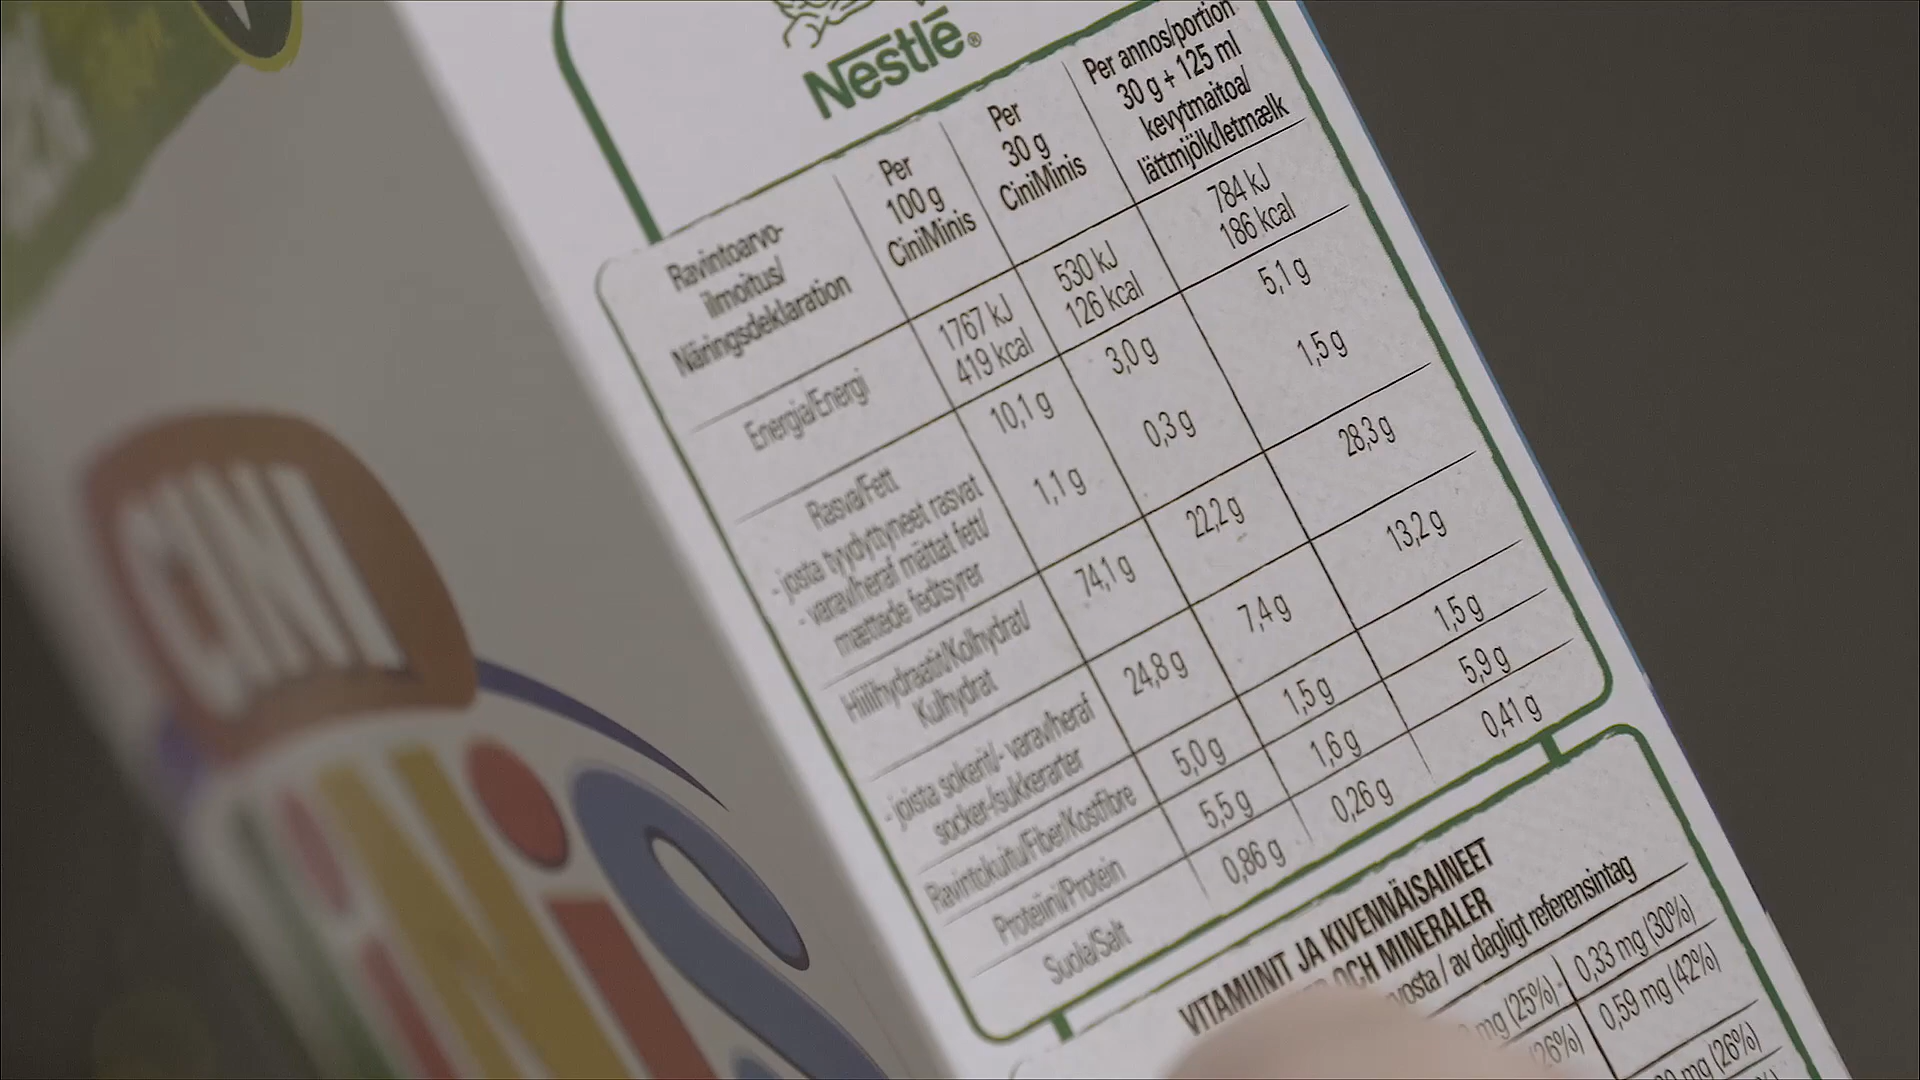 CINI
MiNiS
Nestlé®
Ravintoarvo-
ilmoitus/
Näringsdeklaration
Per
100 g
CiniMinis
Per
30 g
CiniMinis
Per annos/portion
30 g + 125 ml
kevytmaitoa/
lättmjölk/letmælk
Energia/Energi
1767 kJ
419 kcal
530 kJ
126 kcal
784 kJ
186 kcal
Rasva/Fett
10,1 g
3,0 g
5,1 g
- josta tyydyttyneet rasvat
- varav/heraf mättat fett/
mættede fedtsyrer
1,1 g
0,3 g
1,5 g
Hiilihydraatit/Kolhydrat/
Kulhydrat
74,1 g
22,2 g
28,3 g
- joista sokerit/- varav/heraf
socker-/sukkerarter
24,8 g
7,4 g
13,2 g
Ravintokuitu/Fiber/Kostfibre
5,0 g
1,5 g
1,5 g
Proteiini/Protein
5,5 g
1,6 g
5,9 g
Suola/Salt
0,86 g
0,26 g
0,41 g
VITAMIINIT JA KIVENNÄISAINEET
OCH MINERALER
/ av dagligt referensintag
mg (25%)
0,33 mg (30%)
(26%)
0,59 mg (42%)
mg (26%)